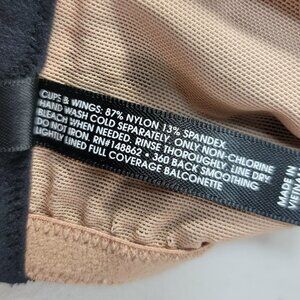 CUPS & WINGS: 87% NYLON 13% SPANDEX.
HAND WASH COLD SEPARATELY. ONLY NON-CHLORINE
BLEACH WHEN NEEDED. RINSE THOROUGHLY. LINE DRY.
DO NOT IRON. RN#148862 • 360 BACK SMOOTHING
LIGHTLY LINED FULL COVERAGE BALCONETTE
MADE IN